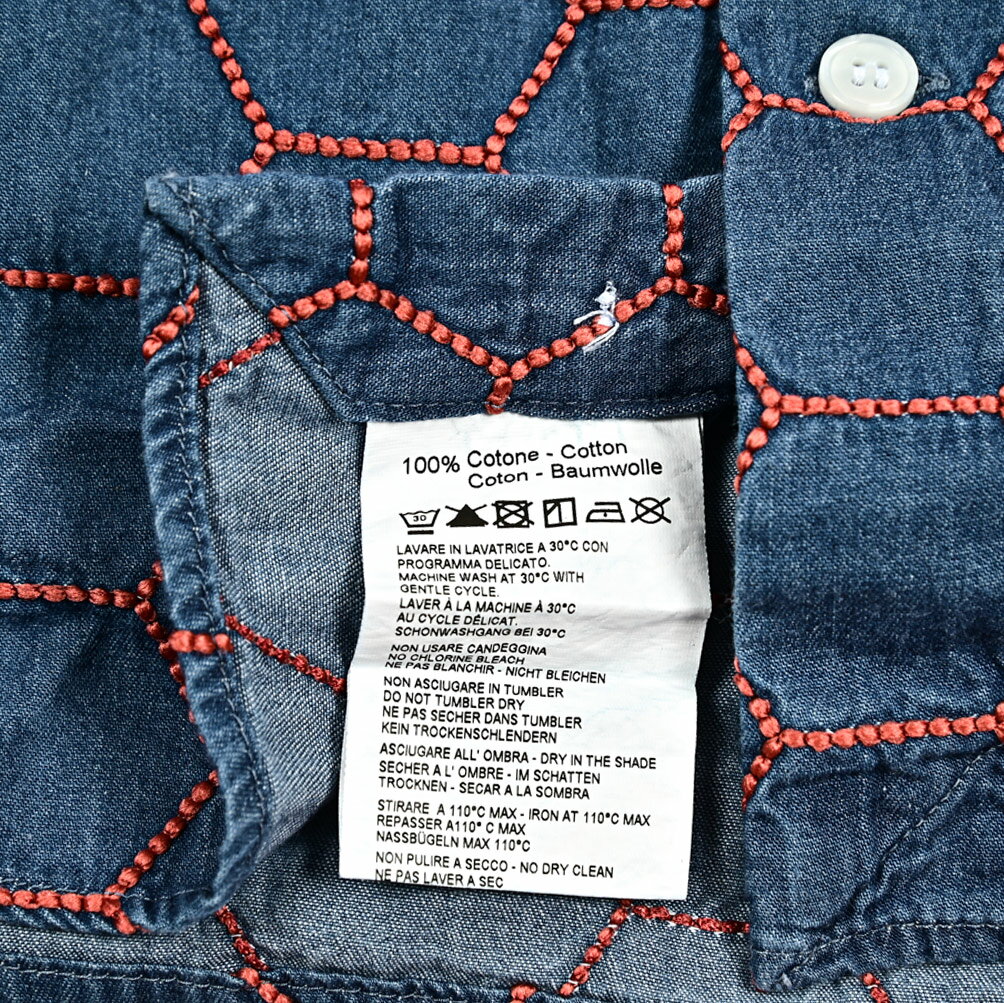 100% Cotone - Cotton
Coton - Baumwolle
30
LAVARE IN LAVATRICE A 30°C CON
PROGRAMMA DELICATO.
MACHINE WASH AT 30°C WITH
GENTLE CYCLE.
LAVER À LA MACHINE À 30°C
AU CYCLE DÉLICAT.
SCHONWASHGANG BEI 30°C
NON USARE CANDEGGINA
NO CHLORINE BLEACH
NE PAS BLANCHIR - NICHT BLEICHEN
NON ASCIUGARE IN TUMBLER
DO NOT TUMBLER DRY
NE PAS SECHER DANS TUMBLER
KEIN TROCKENSCHLENDERN
ASCIUGARE ALL' OMBRA - DRY IN THE SHADE
SECHER A L' OMBRE - IM SCHATTEN
TROCKNEN - SECAR A LA SOMBRA
STIRARE A 110°C MAX - IRON AT 110°C MAX
REPASSER A110° C MAX
NASSBÜGELN MAX 110°C
NON PULIRE A SECCO - NO DRY CLEAN
NE PAS LAVER A SEC